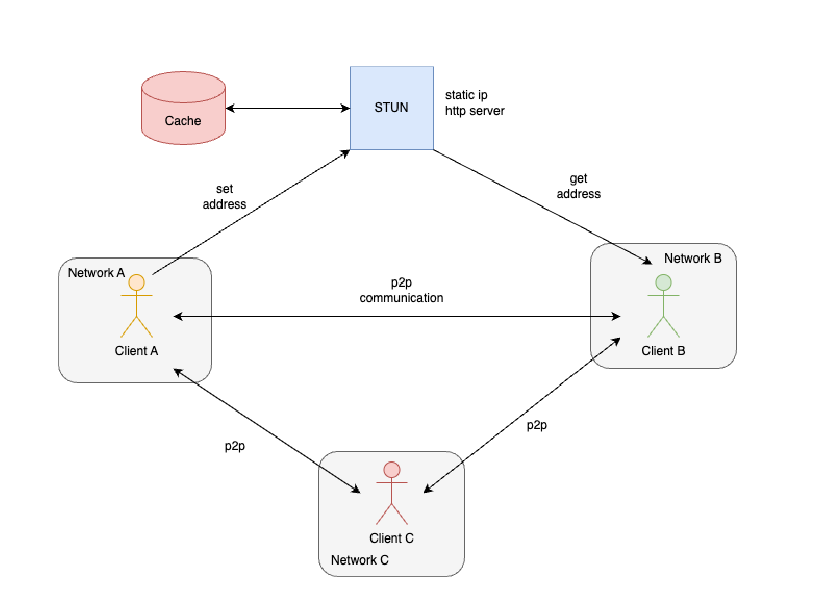 STUN
static ip
http server
Cache
set
address
get
address
Network A
Network B
p2p
communication
Client A
Client B
p2p
p2p
Client C
Network C